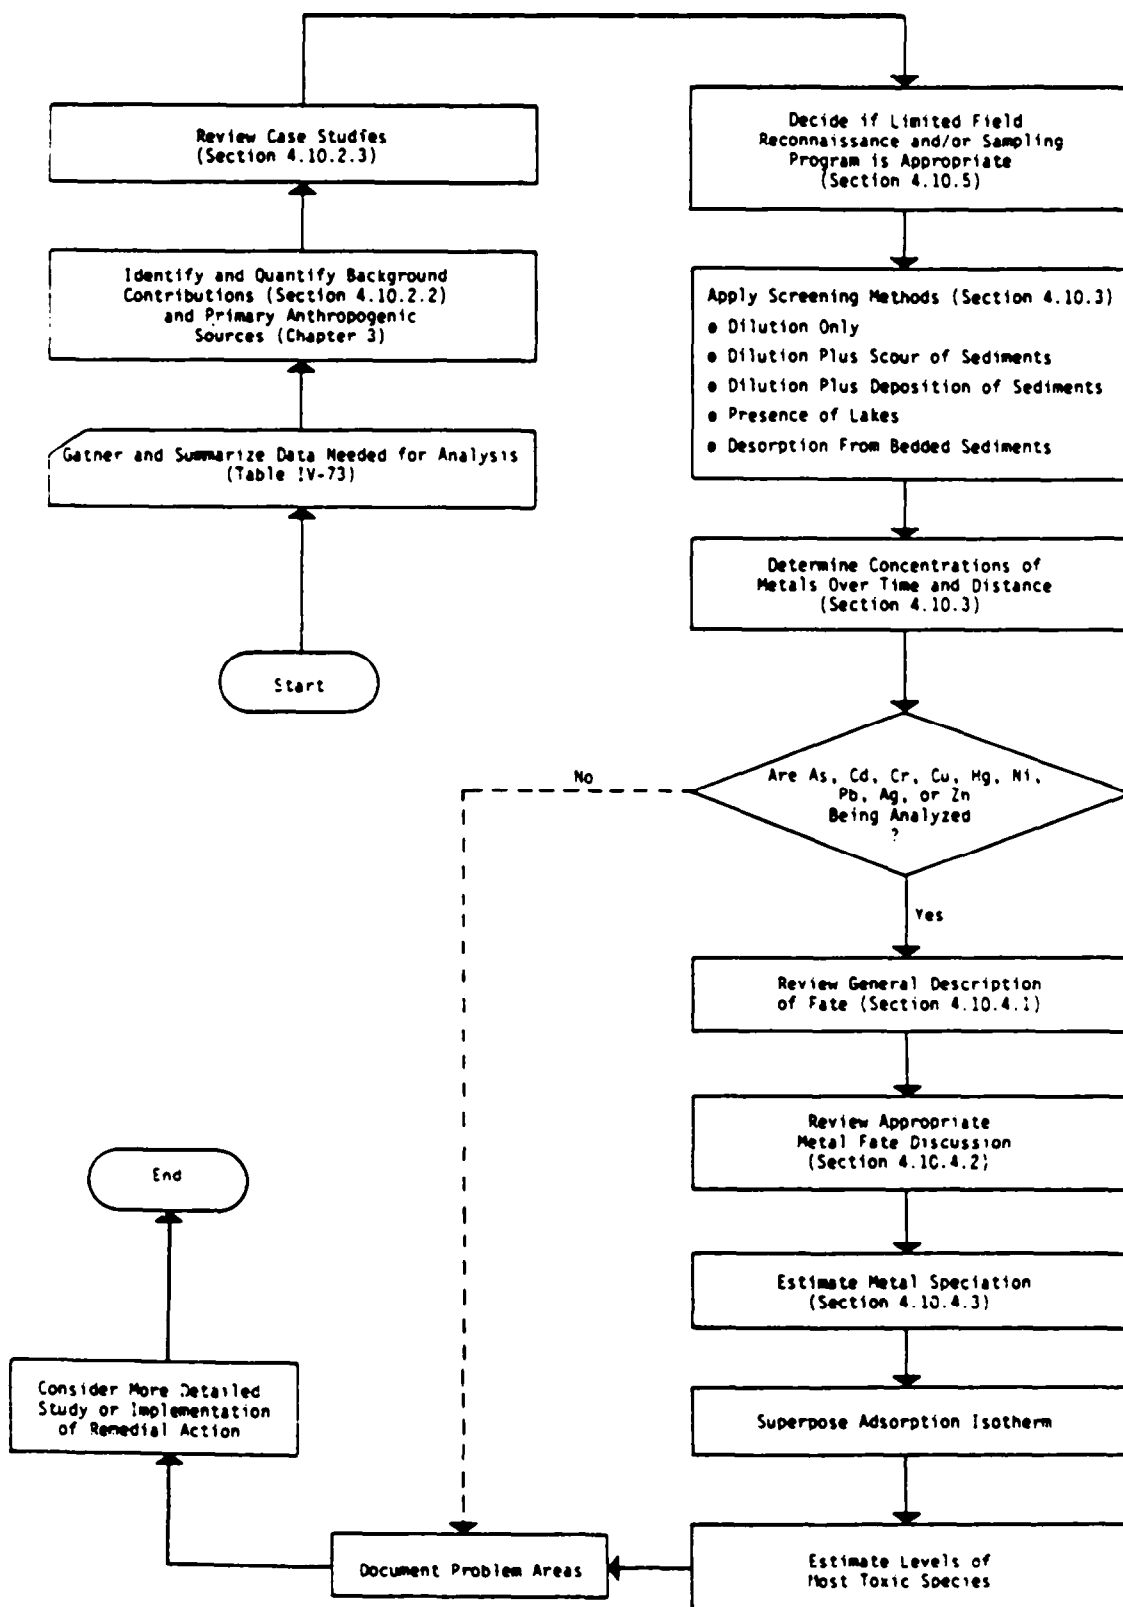 Start
Gatner and Summarize Data Needed for Analysis
(Table IV-73)
Identify and Quantify Background
Contributions (Section 4.10.2.2)
and Primary Anthropogenic
Sources (Chapter 3)
Review Case Studies
(Section 4.10.2.3)
Decide if Limited Field
Reconnaissance and/or Sampling
Program is Appropriate
(Section 4.10.5)
Apply Screening Methods (Section 4.10.3)
● Dilution Only
● Dilution Plus Scour of Sediments
● Dilution Plus Deposition of Sediments
● Presence of Lakes
● Desorption From Bedded Sediments
Determine Concentrations of
Metals Over Time and Distance
(Section 4.10.3)
Are As, Cd, Cr, Cu, Hg, Ni,
Pb, Ag, or Zn
Being Analyzed
?
No
Yes
Review General Description
of Fate (Section 4.10.4.1)
Review Appropriate
Metal Fate Discussion
(Section 4.10.4.2)
Estimate Metal Speciation
(Section 4.10.4.3)
Superpose Adsorption Isotherm
Estimate Levels of
Most Toxic Species
Document Problem Areas
Consider More Detailed
Study or Implementation
of Remedial Action
End